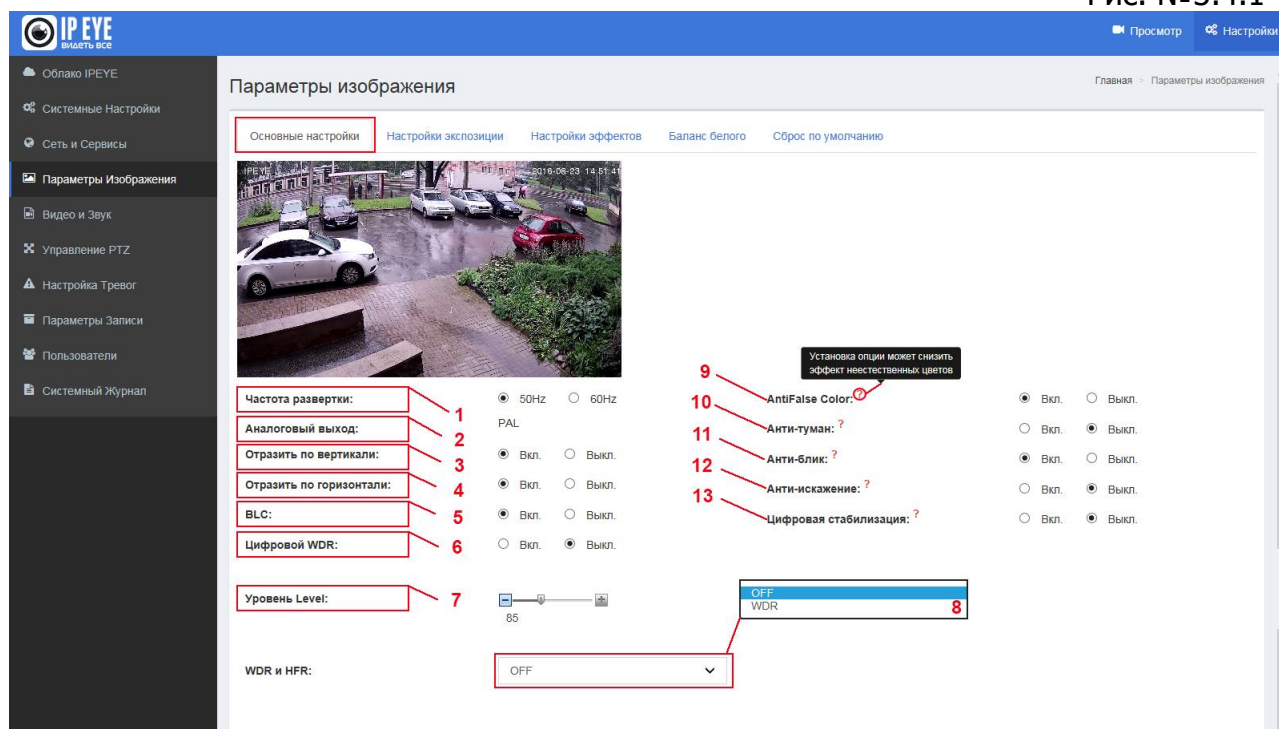 Рис. №3.4.1
IP EYE
видеть все
Просмотр
Настройки
Облако IPEYE
Системные Настройки
Сеть и Сервисы
Параметры Изображения
Видео и Звук
Управление PTZ
Настройка Тревог
Параметры Записи
Пользователи
Системный Журнал
Параметры изображения
Главная > Параметры изображения
Основные настройки Настройки экспозиции Настройки эффектов Баланс белого Сброс по умолчанию
IPEYE 2016-08-23 14:51:41
Установка опции может снизить
эффект неестественных цветов
Частота развертки: 1 50Hz 60Hz
Аналоговый выход: 2 PAL
Отразить по вертикали: 3 Вкл. Выкл.
Отразить по горизонтали: 4 Вкл. Выкл.
BLC: 5 Вкл. Выкл.
Цифровой WDR: 6 Вкл. Выкл.
Уровень Level: 7
85
WDR и HFR: OFF
OFF
WDR 8
9 AntiFalse Color: ? Вкл. Выкл.
10 Анти-туман: ? Вкл. Выкл.
11 Анти-блик: ? Вкл. Выкл.
12 Анти-искажение: ? Вкл. Выкл.
13 Цифровая стабилизация: ? Вкл. Выкл.